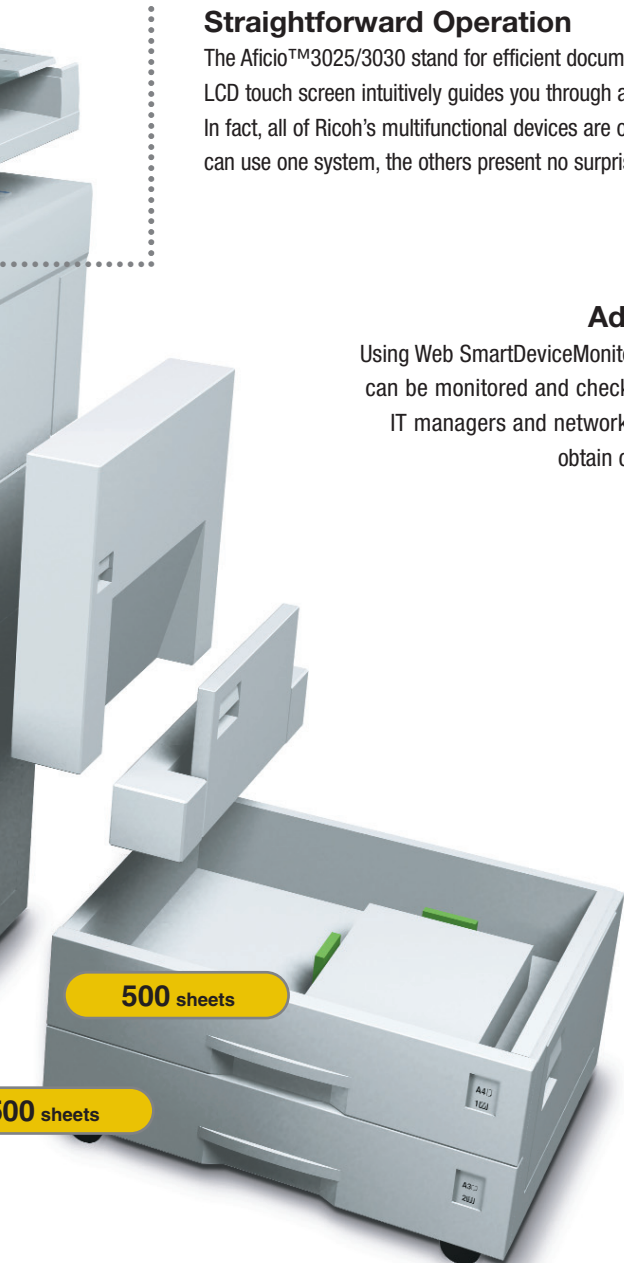 Straightforward Operation
The Aficio™3025/3030 stand for efficient docum
LCD touch screen intuitively guides you through a
In fact, all of Ricoh's multifunctional devices are
can use one system, the others present no surpris
Ad
Using Web SmartDeviceMonit
can be monitored and check
IT managers and network
obtain
500 sheets
500 sheets
A4
A3